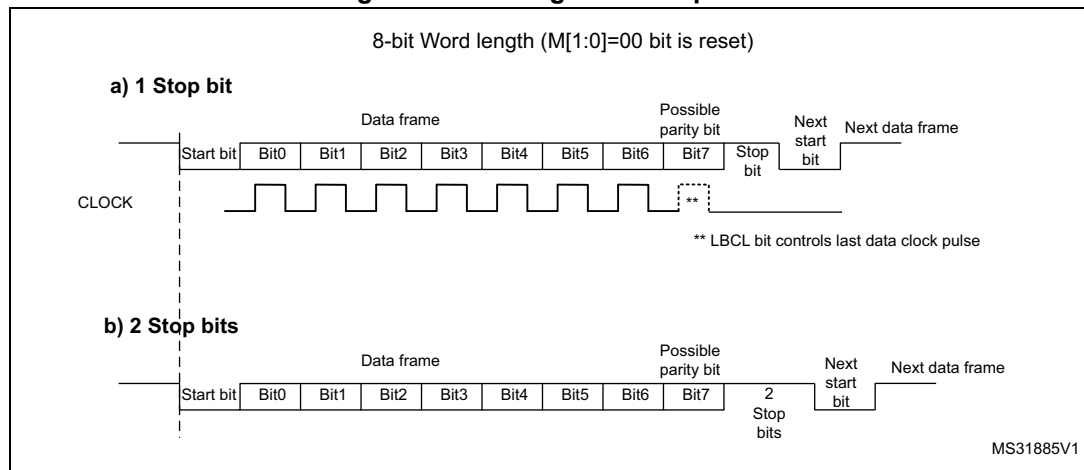 8-bit Word length (M[1:0]=00 bit is reset)
a) 1 Stop bit
Data frame
Possible
parity bit
Next
start
bit
Next data frame
Start bit Bit0 Bit1 Bit2 Bit3 Bit4 Bit5 Bit6 Bit7 Stop
bit
CLOCK
**
** LBCL bit controls last data clock pulse
b) 2 Stop bits
Data frame
Possible
parity bit
Next
start
bit
Next data frame
Start bit Bit0 Bit1 Bit2 Bit3 Bit4 Bit5 Bit6 Bit7 2
Stop
bits
MS31885V1